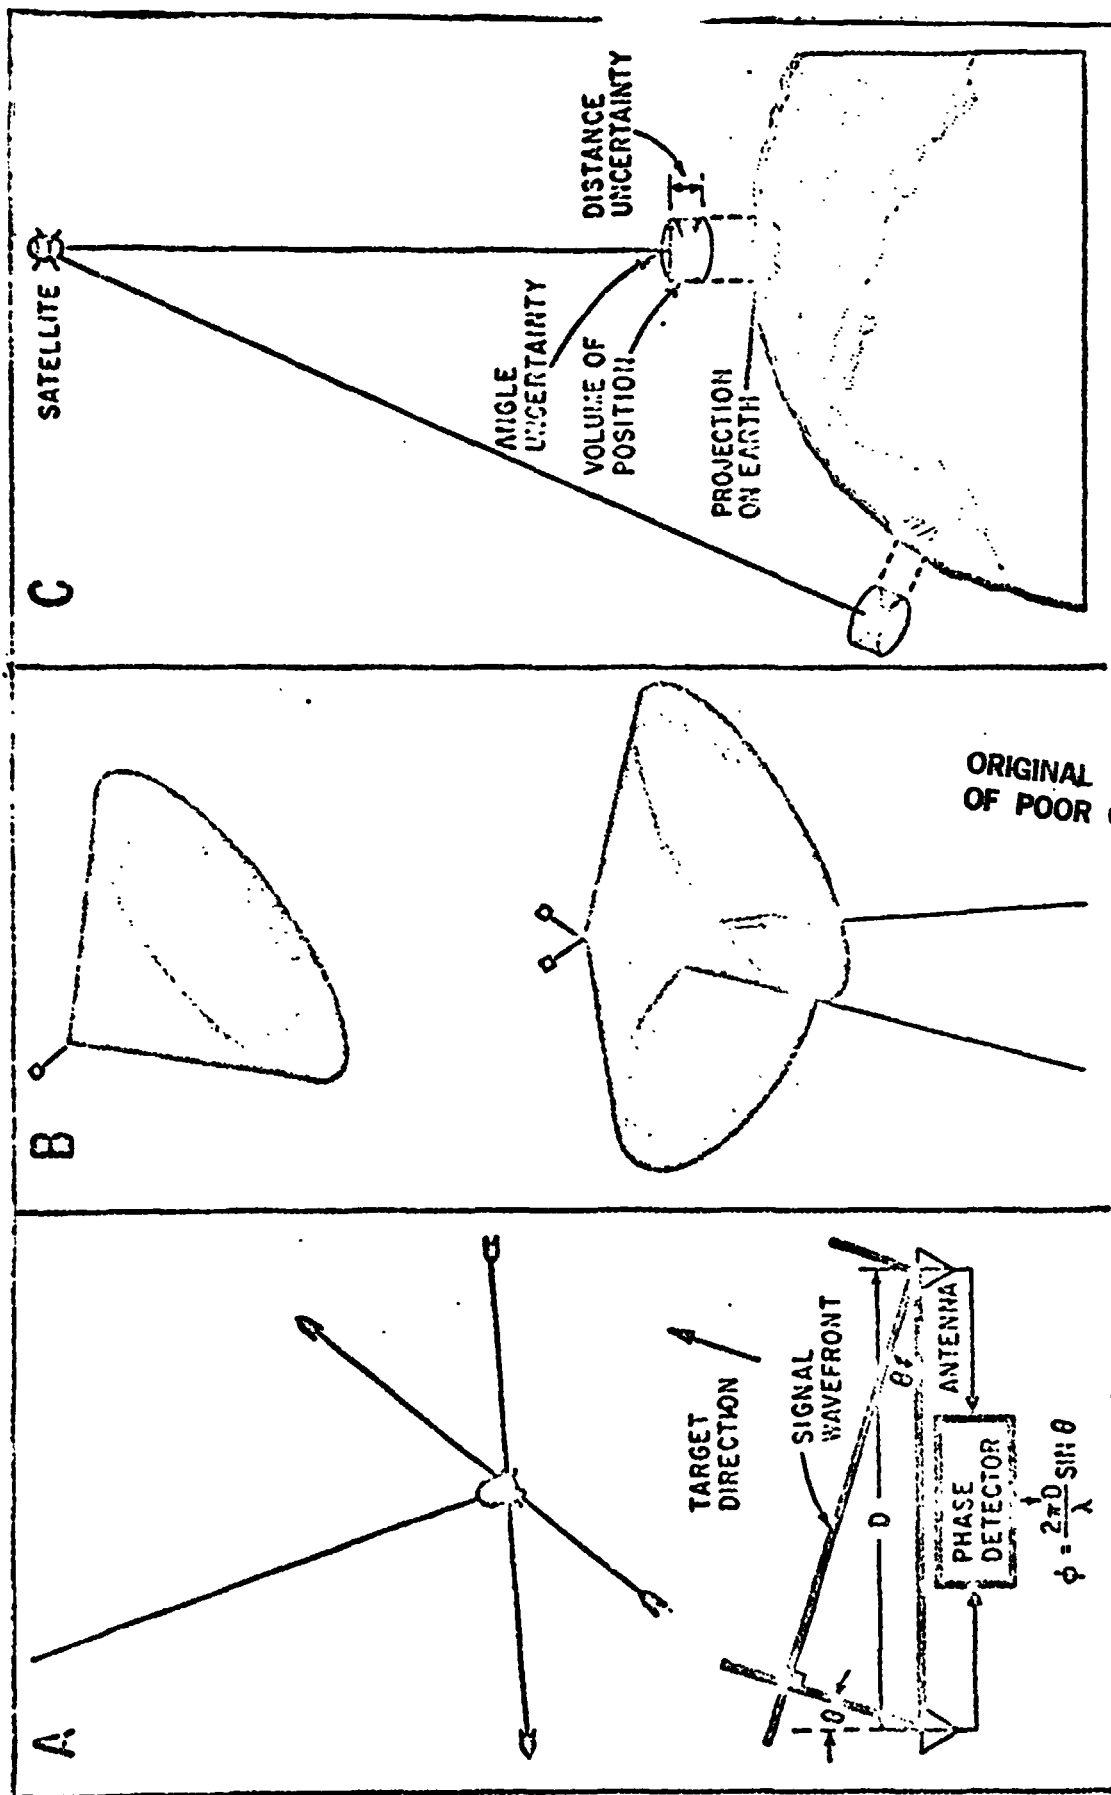 A
TARGET
DIRECTION
SIGNAL
WAVEFRONT
D
θ
θ
ANTENNA
PHASE
DETECTOR
ϕ = 2πD/λ SIN θ
B
ORIGINAL
OF POOR
C
SATELLITE
ANGLE
UNCERTAINTY
VOLUME OF
POSITION
DISTANCE
UNCERTAINTY
PROJECTION
ON EARTH